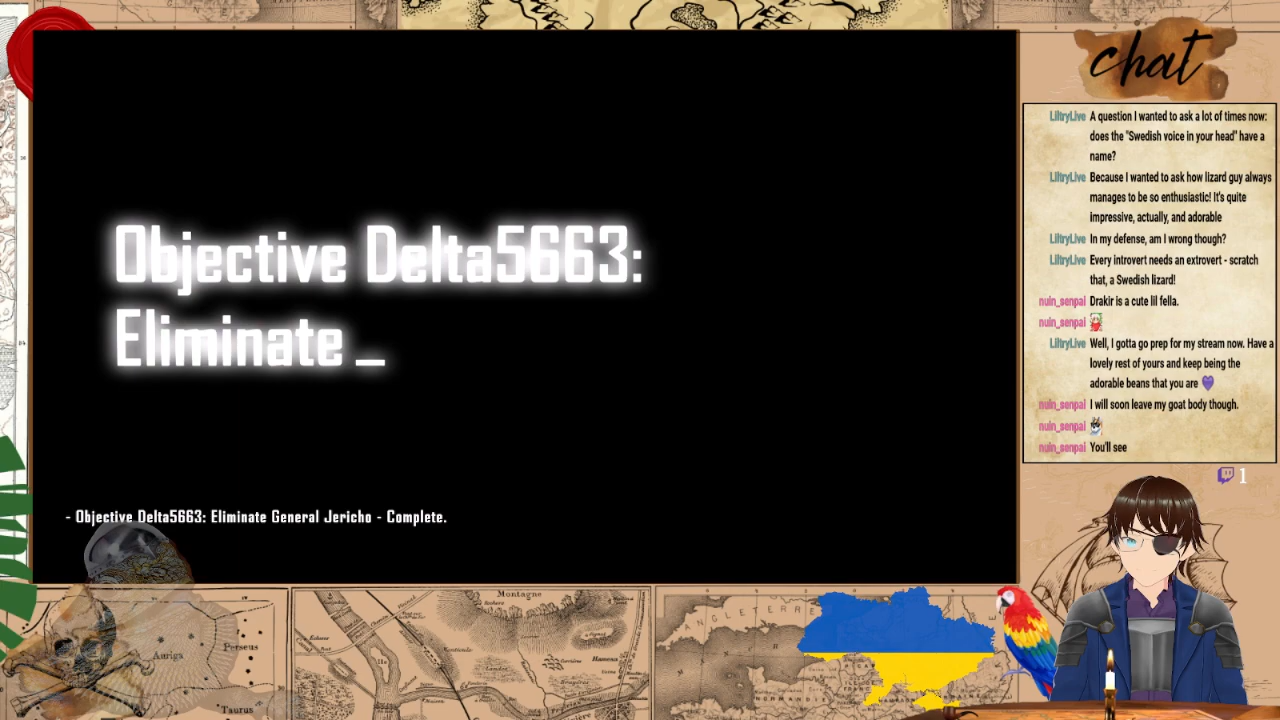 chat
Objective Delta5663:
Eliminate _
- Objective Delta5663: Eliminate General Jericho - Complete.
LiltryLive A question I wanted to ask a lot of times now:
does the "Swedish voice in your head" have a
name?
LiltryLive Because I wanted to ask how lizard guy always
manages to be so enthusiastic! It's quite
impressive, actually, and adorable
LiltryLive In my defense, am I wrong though?
LiltryLive Every introvert needs an extrovert - scratch
that, a Swedish lizard!
nuin_senpai Drakir is a cute lil fella.
nuin_senpai
LiltryLive Well, I gotta go prep for my stream now. Have a
lovely rest of yours and keep being the
adorable beans that you are
nuin_senpai I will soon leave my goat body though.
nuin_senpai
nuin_senpai You'll see
1
Auriga
Perseus
Taurus
Montagne
ANGLETERRE